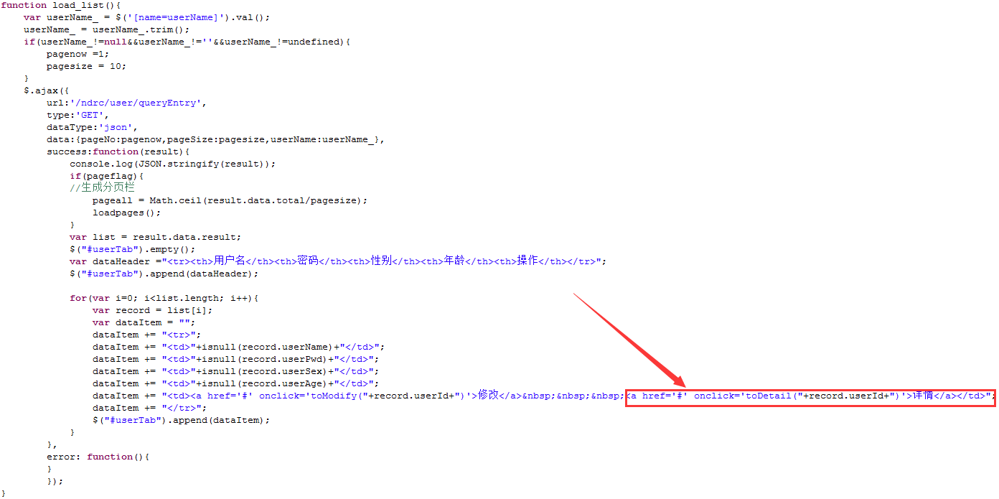 function load_list(){
var userName_ = $('[name=userName]').val();
userName_ = userName_.trim();
if(userName_!=null&&userName_!=''&&userName_!=undefined){
pagenow =1;
pagesize = 10;
}
$.ajax({
url:'/ndrc/user/queryEntry',
type:'GET',
dataType:'json',
data:{pageNo:pagenow,pageSize:pagesize,userName:userName_},
success:function(result){
console.log(JSON.stringify(result));
if(pageflag){
//生成分页栏
pageall = Math.ceil(result.data.total/pagesize);
loadpages();
}
var list = result.data.result;
$("#userTab").empty();
var dataHeader ="<tr><th>用户名</th><th>密码</th><th>性别</th><th>年龄</th><th>操作</th></tr>";
$("#userTab").append(dataHeader);
for(var i=0; i<list.length; i++){
var record = list[i];
var dataItem = "";
dataItem += "<tr>";
dataItem += "<td>"+isnull(record.userName)+"</td>";
dataItem += "<td>"+isnull(record.userPwd)+"</td>";
dataItem += "<td>"+isnull(record.userSex)+"</td>";
dataItem += "<td>"+isnull(record.userAge)+"</td>";
dataItem += "<td><a href='#' onclick='toModify("+record.userId+")'>修改</a>&nbsp;&nbsp;&nbsp;<a href='#' onclick='toDetail("+record.userId+")'>详情</a></td>";
dataItem += "</tr>";
$("#userTab").append(dataItem);
}
},
error: function(){
}
});
}